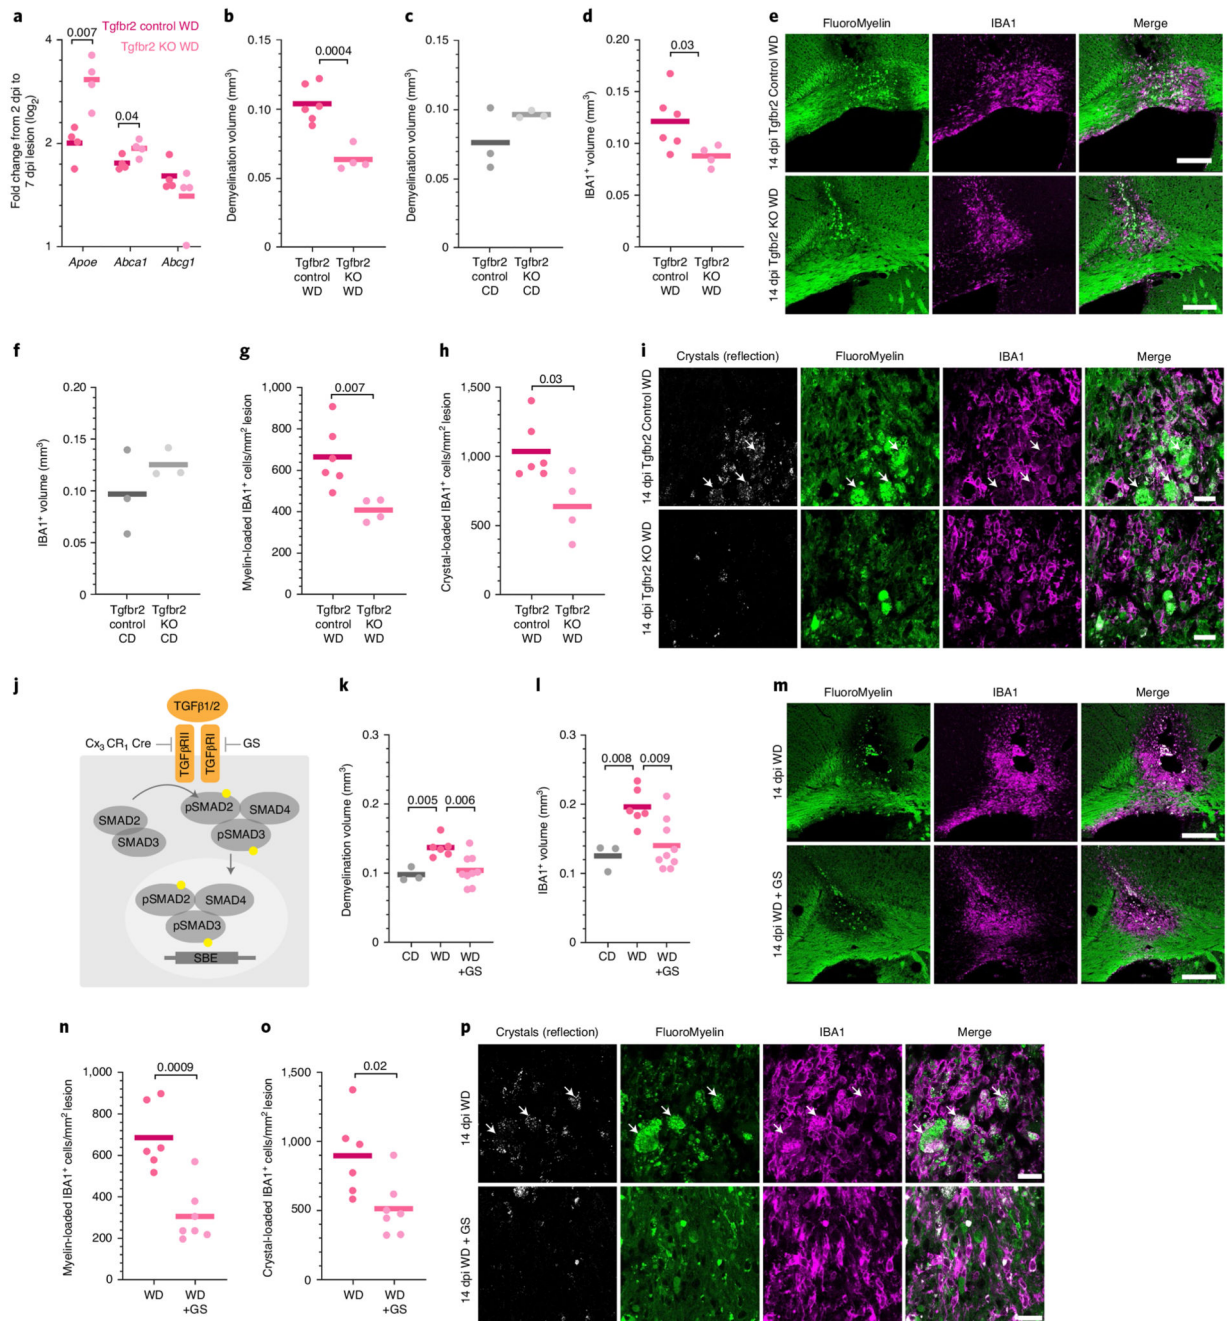 a
Tgfbr2 control WD
Tgfbr2 KO WD
Fold change from 2 dpi to
7 dpi lesion (log2)
4
2
1
0.007
0.04
Apoe
Abca1
Abcg1
b
Demyelination volume (mm³)
0.15
0.10
0.05
0
0.0004
Tgfbr2 control WD
Tgfbr2 KO WD
c
Demyelination volume (mm³)
0.15
0.10
0.05
0
Tgfbr2 control CD
Tgfbr2 KO CD
d
IBA1⁺ volume (mm³)
0.20
0.15
0.10
0.05
0
0.03
Tgfbr2 control WD
Tgfbr2 KO WD
e
FluoroMyelin
IBA1
Merge
14 dpi Tgfbr2 Control WD
14 dpi Tgfbr2 KO WD
f
IBA1⁺ volume (mm³)
0.20
0.15
0.10
0.05
0
Tgfbr2 control CD
Tgfbr2 KO CD
g
Myelin-loaded IBA1⁺ cells/mm² lesion
1,000
800
600
400
200
0
0.007
Tgfbr2 control WD
Tgfbr2 KO WD
h
Crystal-loaded IBA1⁺ cells/mm² lesion
1,500
1,000
500
0
0.03
Tgfbr2 control WD
Tgfbr2 KO WD
i
Crystals (reflection)
FluoroMyelin
IBA1
Merge
14 dpi Tgfbr2 Control WD
14 dpi Tgfbr2 KO WD
j
TGFβ1/2
Cx₃ CR₁ Cre
TGFβRII
TGFβRI
GS
SMAD2
SMAD3
pSMAD2
SMAD4
pSMAD3
pSMAD2
SMAD4
pSMAD3
SBE
k
Demyelination volume (mm³)
0.3
0.2
0.1
0
0.005
0.006
CD
WD
WD +GS
l
IBA1⁺ volume (mm³)
0.3
0.2
0.1
0
0.008
0.009
CD
WD
WD +GS
m
FluoroMyelin
IBA1
Merge
14 dpi WD
14 dpi WD + GS
n
Myelin-loaded IBA1⁺ cells/mm² lesion
1,000
800
600
400
200
0
0.0009
WD
WD +GS
o
Crystal-loaded IBA1⁺ cells/mm² lesion
1,500
1,000
500
0
0.02
WD
WD +GS
p
Crystals (reflection)
FluoroMyelin
IBA1
Merge
14 dpi WD
14 dpi WD + GS